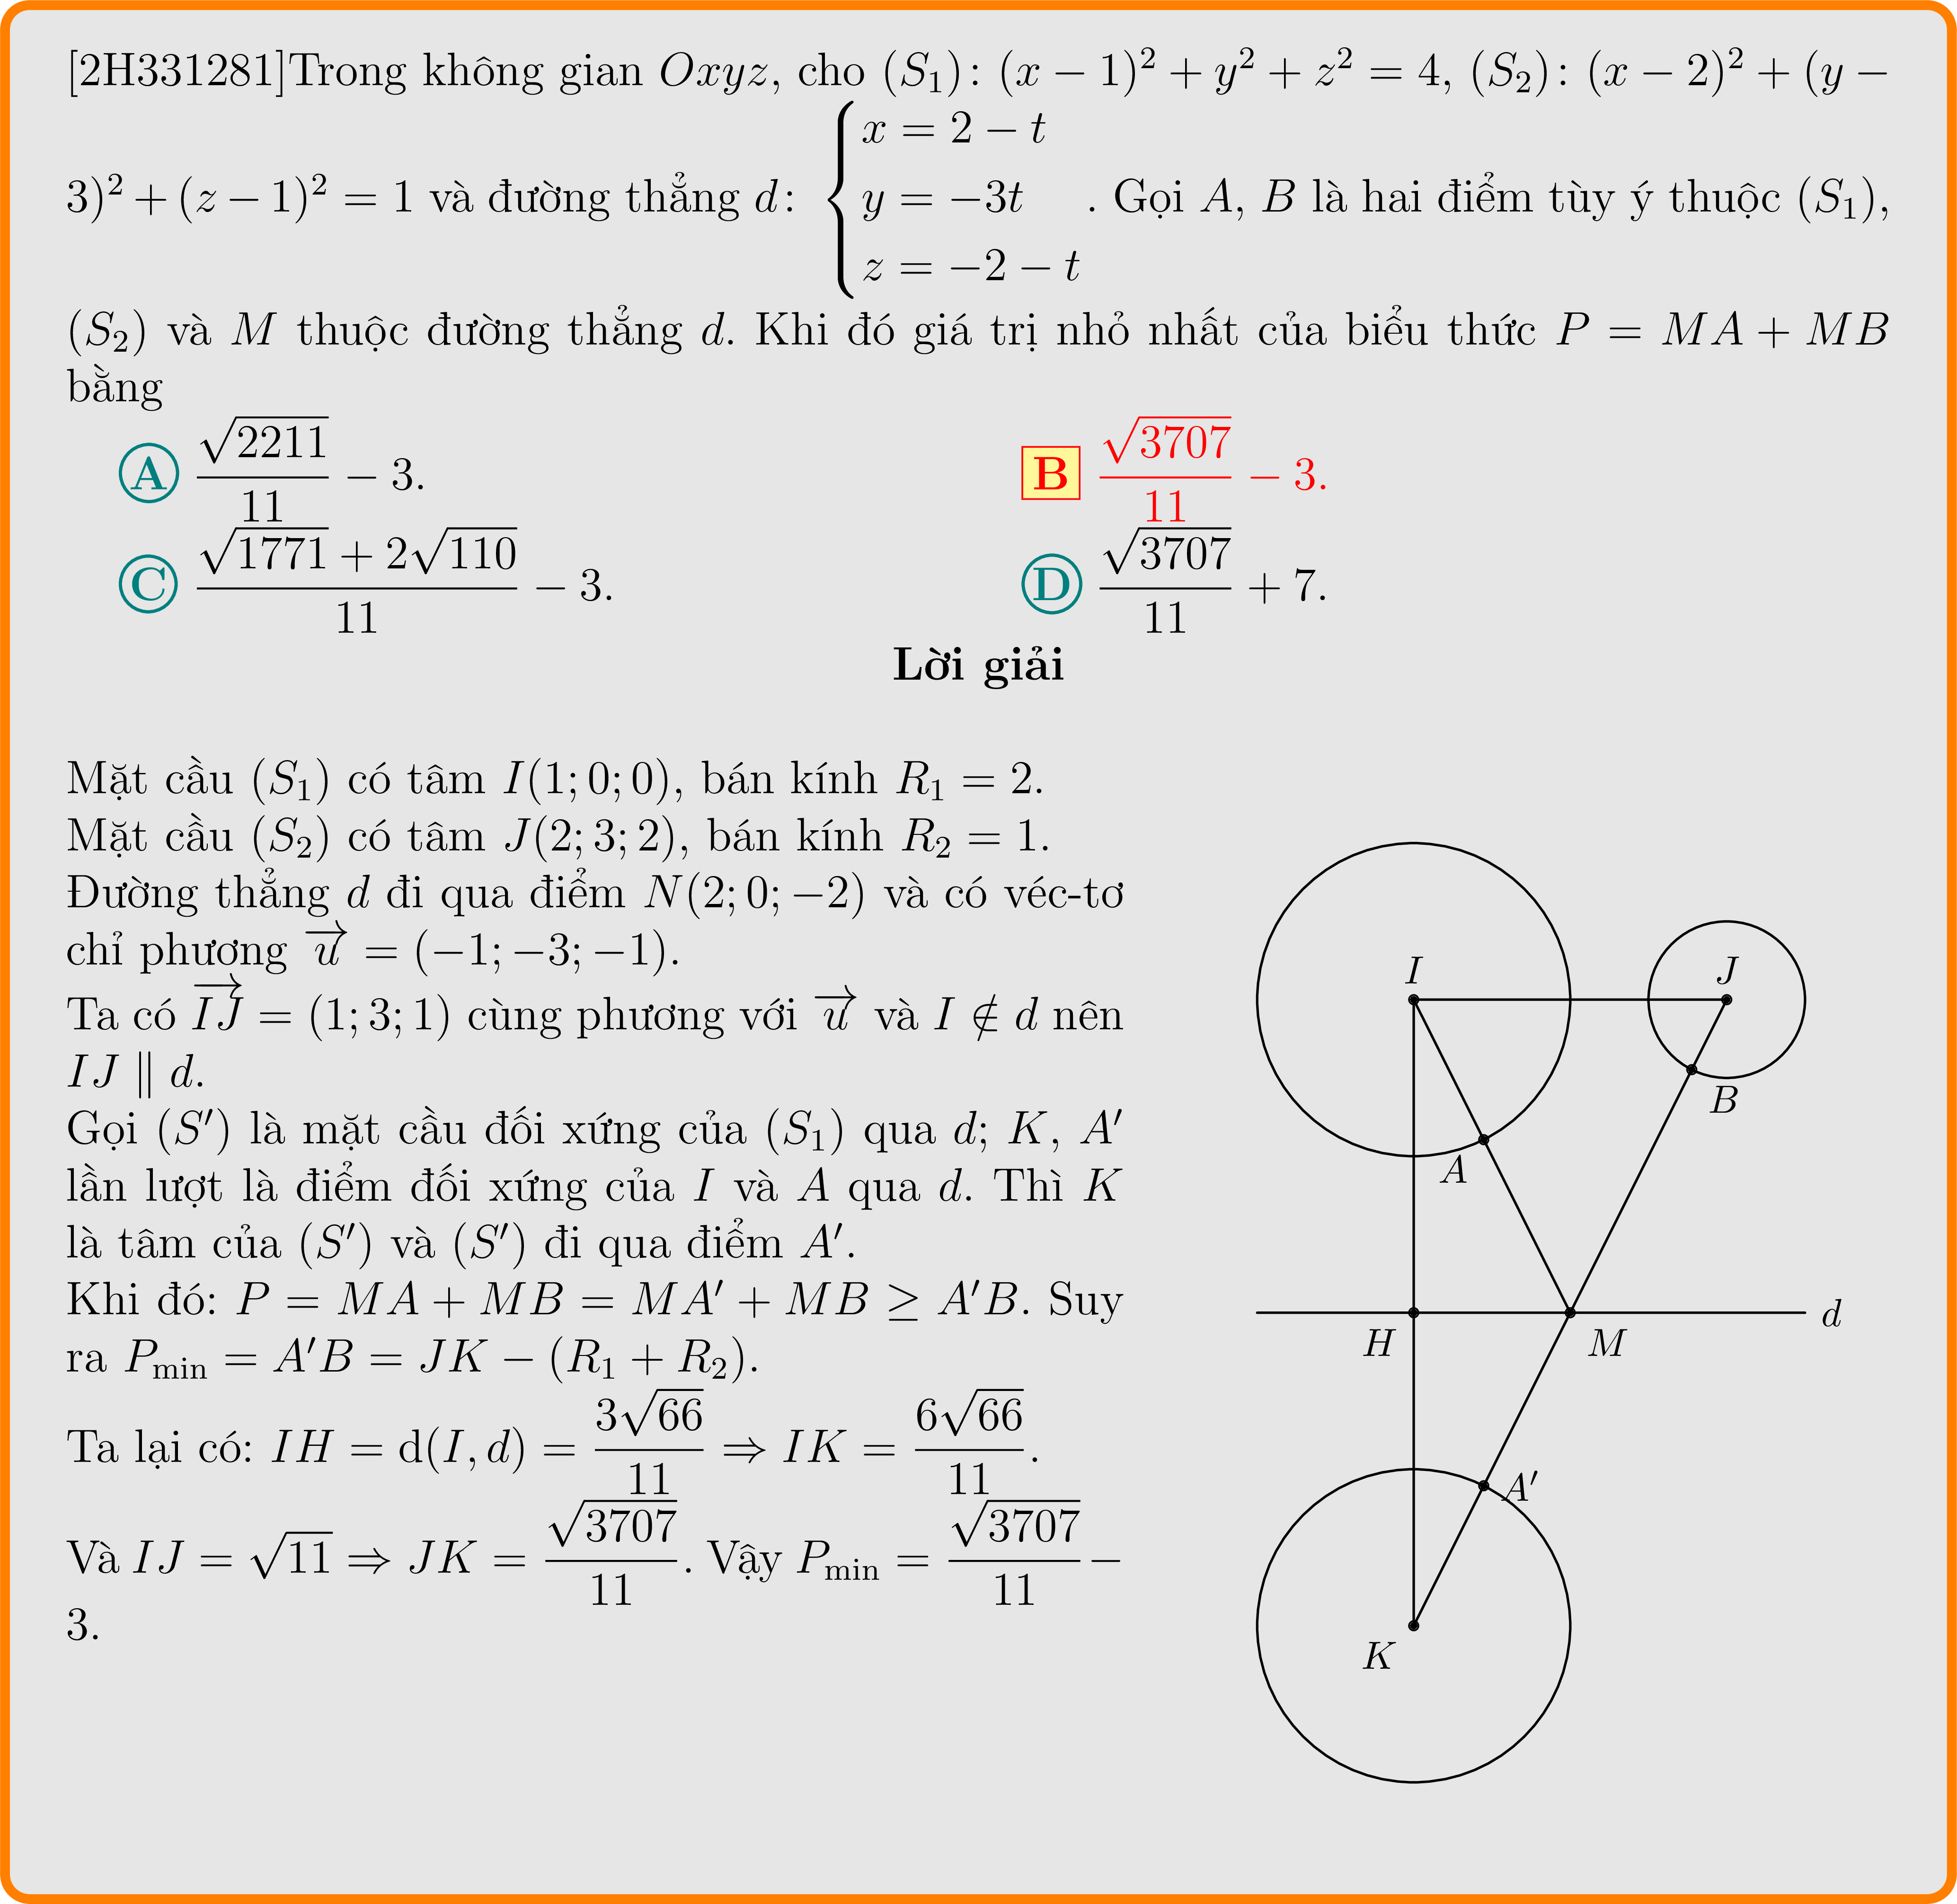 [2H331281]Trong không gian $Oxyz$, cho $(S_1)\colon (x-1)^2+y^2+z^2=4$, $(S_2)\colon (x-2)^2+(y-$
$3)^2+(z-1)^2=1$ và đường thẳng $d\colon \begin{cases} x=2-t \\ y=-3t \\ z=-2-t \end{cases}$. Gọi $A$, $B$ là hai điểm tùy ý thuộc $(S_1)$,
$(S_2)$ và $M$ thuộc đường thẳng $d$. Khi đó giá trị nhỏ nhất của biểu thức $P=MA+MB$
bằng
A $\dfrac{\sqrt{2211}}{11}-3$. B $\dfrac{\sqrt{3707}}{11}-3$.
C $\dfrac{\sqrt{1771}+2\sqrt{110}}{11}-3$. D $\dfrac{\sqrt{3707}}{11}+7$.
Lời giải
Mặt cầu $(S_1)$ có tâm $I(1;0;0)$, bán kính $R_1=2$.
Mặt cầu $(S_2)$ có tâm $J(2;3;2)$, bán kính $R_2=1$.
Đường thẳng $d$ đi qua điểm $N(2;0;-2)$ và có véc-tơ
chỉ phương $\overrightarrow{u}=(-1;-3;-1)$.
Ta có $\overrightarrow{IJ}=(1;3;1)$ cùng phương với $\overrightarrow{u}$ và $I\notin d$ nên
$IJ \parallel d$.
Gọi $(S')$ là mặt cầu đối xứng của $(S_1)$ qua $d$; $K$, $A'$
lần lượt là điểm đối xứng của $I$ và $A$ qua $d$. Thì $K$
là tâm của $(S')$ và $(S')$ đi qua điểm $A'$.
Khi đó: $P=MA+MB=MA'+MB\geq A'B$. Suy
ra $P_{\min}=A'B=JK-(R_1+R_2)$.
Ta lại có: $IH=\mathrm{d}(I,d)=\dfrac{3\sqrt{66}}{11}\Rightarrow IK=\dfrac{6\sqrt{66}}{11}$.
Và $IJ=\sqrt{11}\Rightarrow JK=\dfrac{\sqrt{3707}}{11}$. Vậy $P_{\min}=\dfrac{\sqrt{3707}}{11}-$
3.
I
J
B
A
H
M
d
A'
K